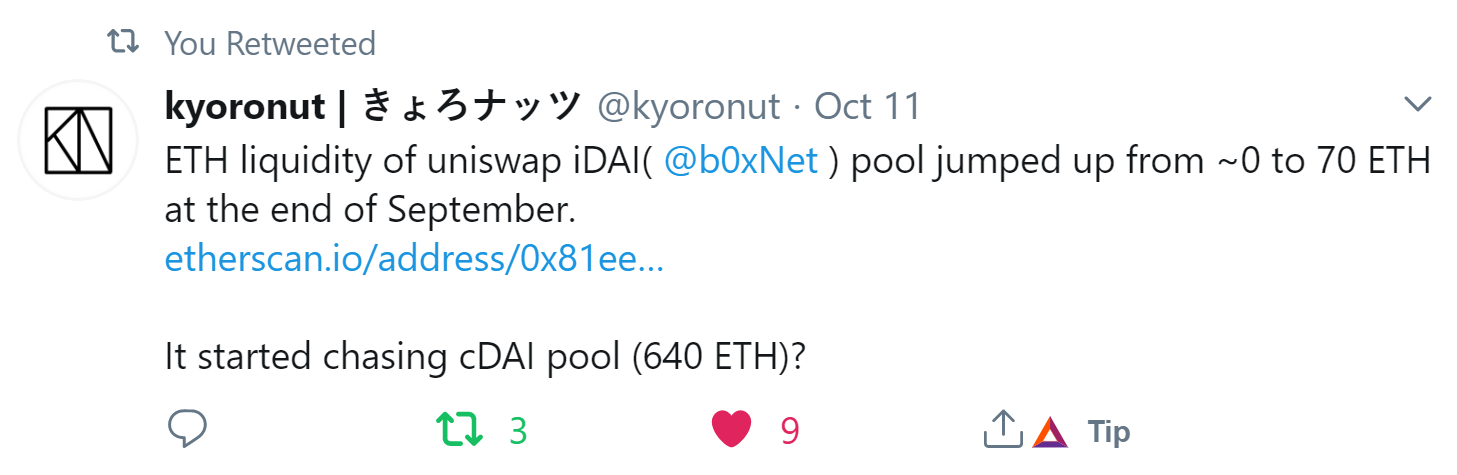 You Retweeted
kyoronut | きょろナッツ @kyoronut · Oct 11
ETH liquidity of uniswap iDAI( @b0xNet ) pool jumped up from ~0 to 70 ETH
at the end of September.
etherscan.io/address/0x81ee...
It started chasing cDAI pool (640 ETH)?
3 9 Tip